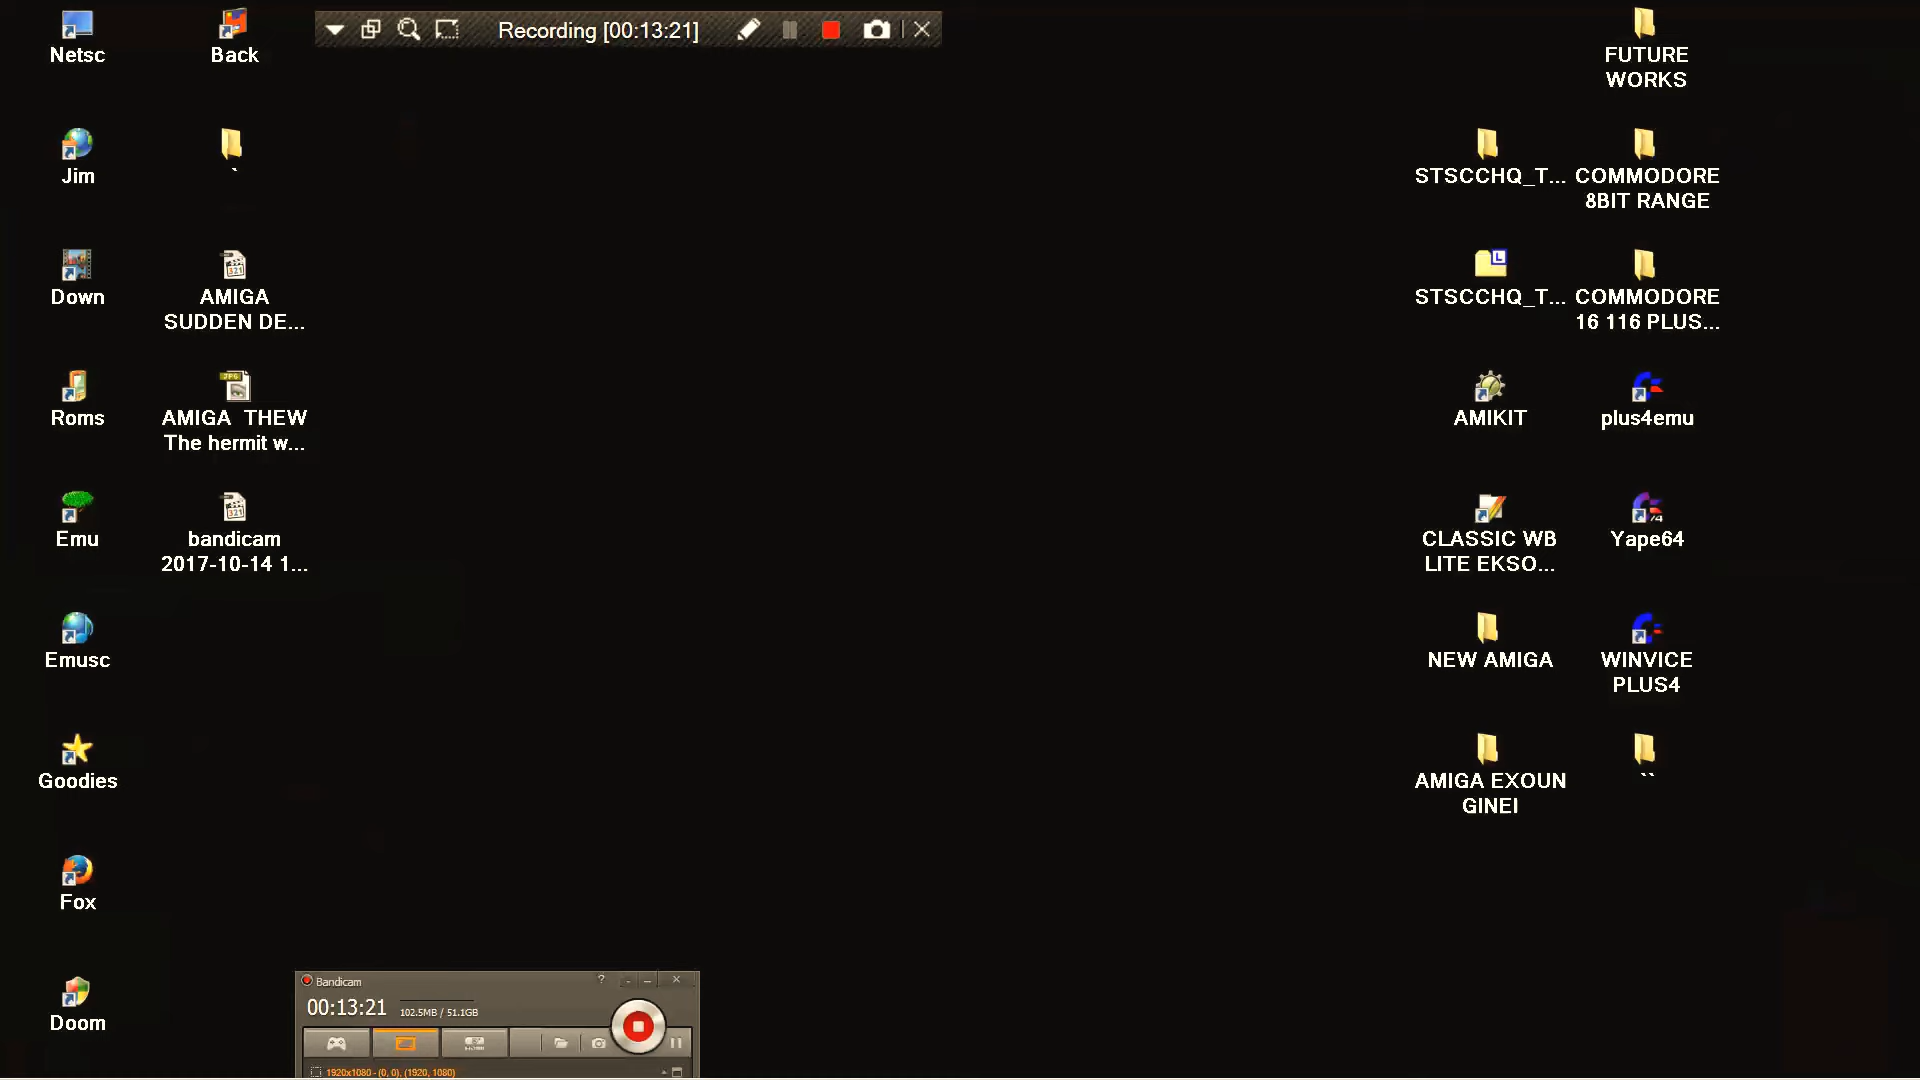 Recording [00:13:21]
Netsc
Back
FUTURE
WORKS
Jim
`
STSCCHQ_T...
COMMODORE
8BIT RANGE
Down
AMIGA
SUDDEN DE...
STSCCHQ_T...
COMMODORE
16 116 PLUS...
Roms
AMIGA  THEW
The hermit w...
AMIKIT
plus4emu
Emu
bandicam
2017-10-14 1...
CLASSIC WB
LITE EKSO...
Yape64
Emusc
NEW AMIGA
WINVICE
PLUS4
Goodies
AMIGA EXOUN
GINEI
``
Fox
Doom
Bandicam
00:13:21
102.5MB / 51.1GB
1920x1080 - (0, 0), (1920, 1080)